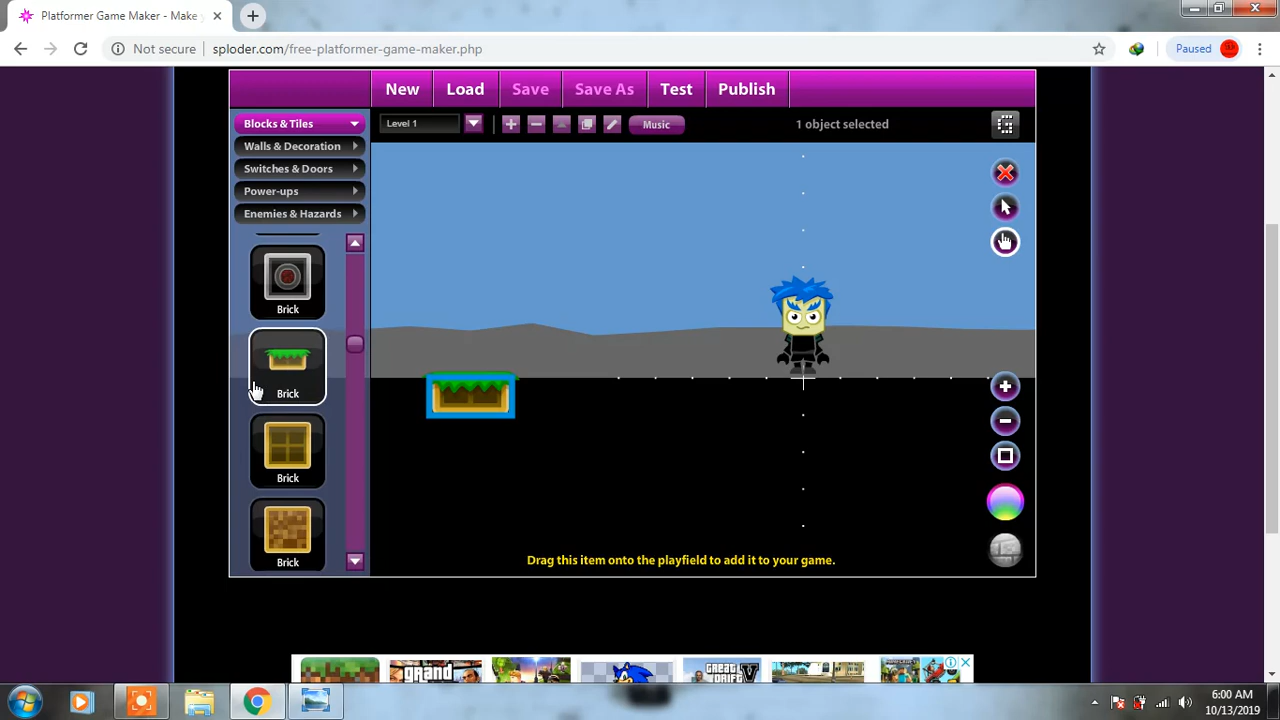 Platformer Game Maker - Make
Not secure
sploder.com/free-platformer-game-maker.php
Paused
New
Load
Save
Save As
Test
Publish
Blocks & Tiles
Level 1
Music
1 object selected
Walls & Decoration
Switches & Doors
Power-ups
Enemies & Hazards
Brick
Brick
Brick
Brick
Drag this item onto the playfield to add it to your game.
grand
GREAT
DRIFT V
6:00 AM
10/13/2019